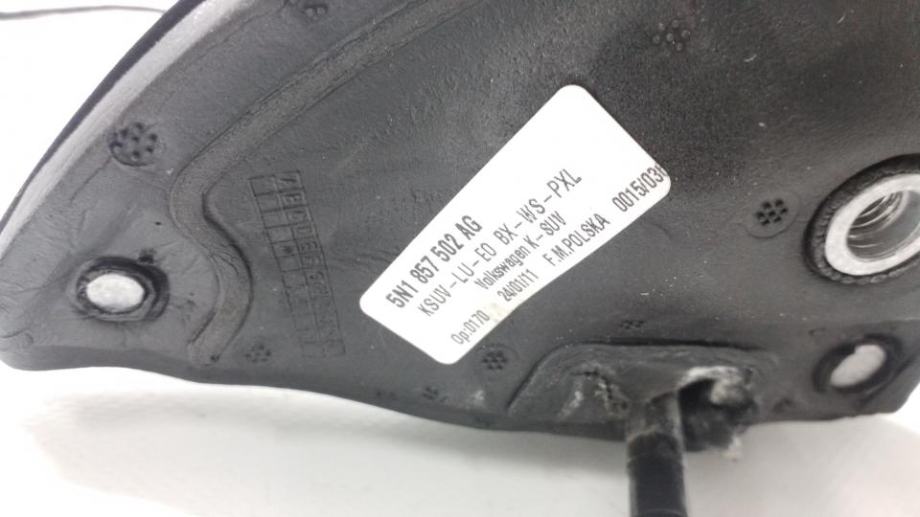 5N1 857 502 AG
KSUV-LU-EO BX-WS-PXL
Volkswagen K-SUV
Op:0170 24/01/11 F.M.POLSKA 0015/030